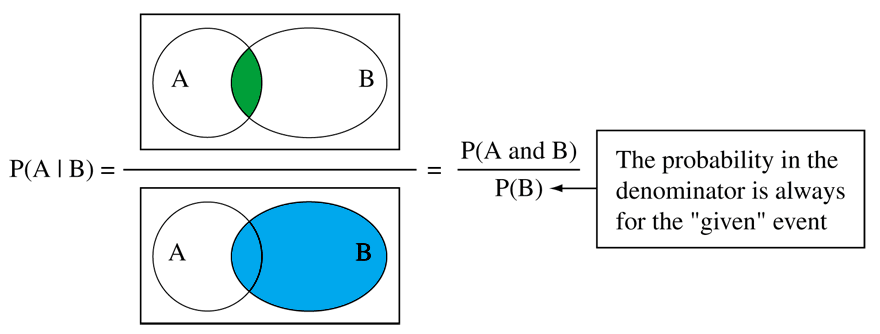 A B
P(A | B) =
A B
= P(A and B)
P(B)
The probability in the
denominator is always
for the "given" event